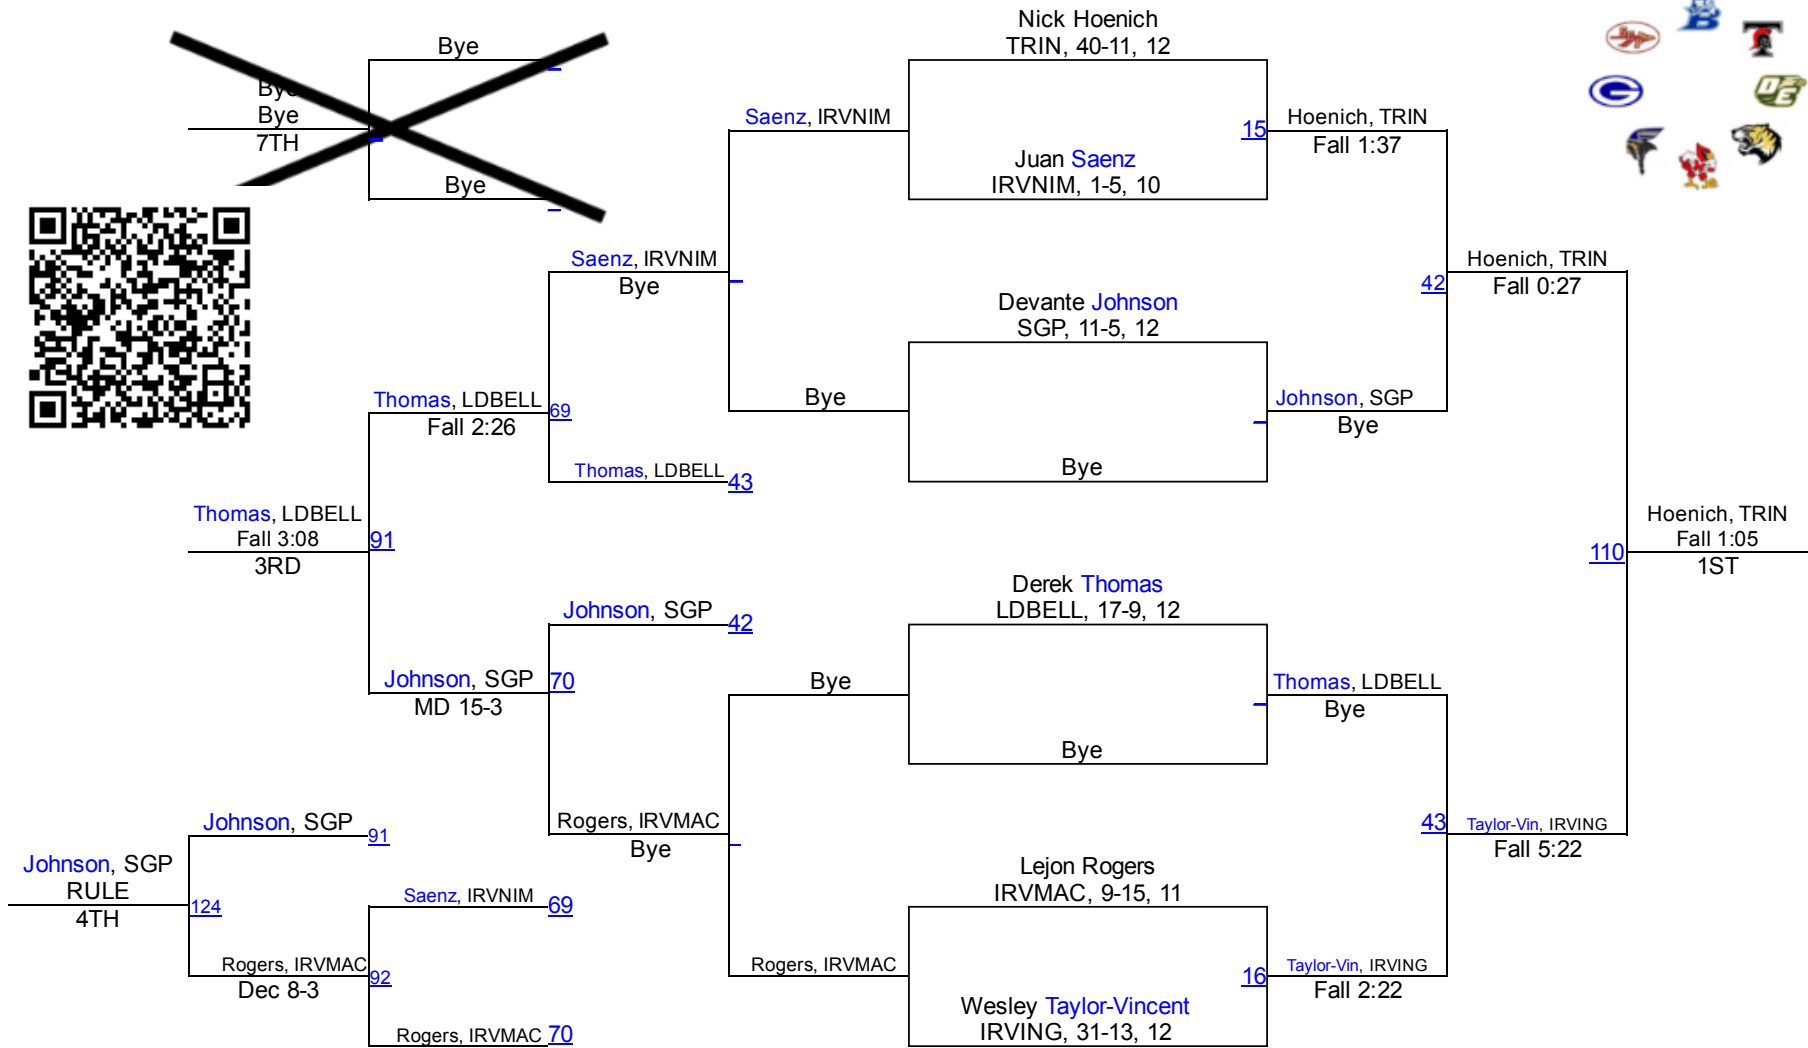 Nick Hoenich
TRIN, 40-11, 12
Bye
Bye
Bye
7TH
Bye
Saenz, IRVNIM
15
Hoenich, TRIN
Fall 1:37
Juan Saenz
IRVNIM, 1-5, 10
Saenz, IRVNIM
Bye
42
Hoenich, TRIN
Fall 0:27
Devante Johnson
SGP, 11-5, 12
Thomas, LDBELL
69
Fall 2:26
Bye
Johnson, SGP
Bye
Bye
Thomas, LDBELL
43
Thomas, LDBELL
Fall 3:08
91
3RD
110
Hoenich, TRIN
Fall 1:05
1ST
Derek Thomas
LDBELL, 17-9, 12
Johnson, SGP
42
Johnson, SGP
70
MD 15-3
Bye
Thomas, LDBELL
Bye
Bye
Johnson, SGP
91
Rogers, IRVMAC
Bye
43
Taylor-Vin, IRVING
Fall 5:22
Johnson, SGP
RULE
124
4TH
Lejon Rogers
IRVMAC, 9-15, 11
Saenz, IRVNIM
69
Rogers, IRVMAC
92
Dec 8-3
Rogers, IRVMAC
16
Taylor-Vin, IRVING
Fall 2:22
Wesley Taylor-Vincent
IRVING, 31-13, 12
Rogers, IRVMAC
70
B
T
G
OE